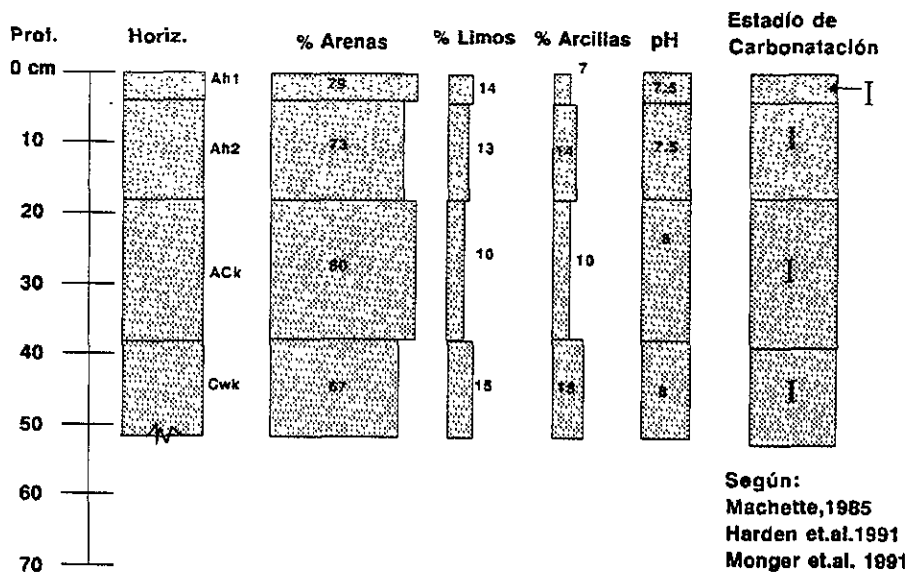 Prof. Horiz. % Arenas % Limos % Arcillas pH Estadío de Carbonatación
0 cm Ah1 79 14 7 7.5 I
10 Ah2 73 13 14 7.5 I
20
30 ACk 80 10 10 8 I
40
Cwk 67 15 18 8 I
50
60
70
Según:
Machette,1985
Harden et.al.1991
Monger et.al. 1991